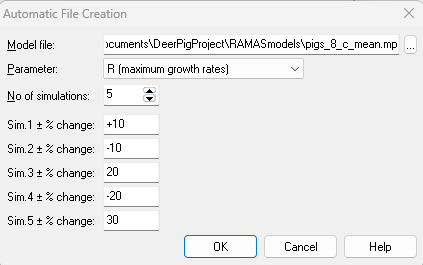 Automatic File Creation
Model file: ocuments\DeerPigProject\RAMASmodels\pigs_8_c_mean.mp ...
Parameter: R (maximum growth rates)
No of simulations: 5
Sim.1 ± % change: +10
Sim.2 ± % change: -10
Sim.3 ± % change: 20
Sim.4 ± % change: -20
Sim.5 ± % change: 30
OK Cancel Help